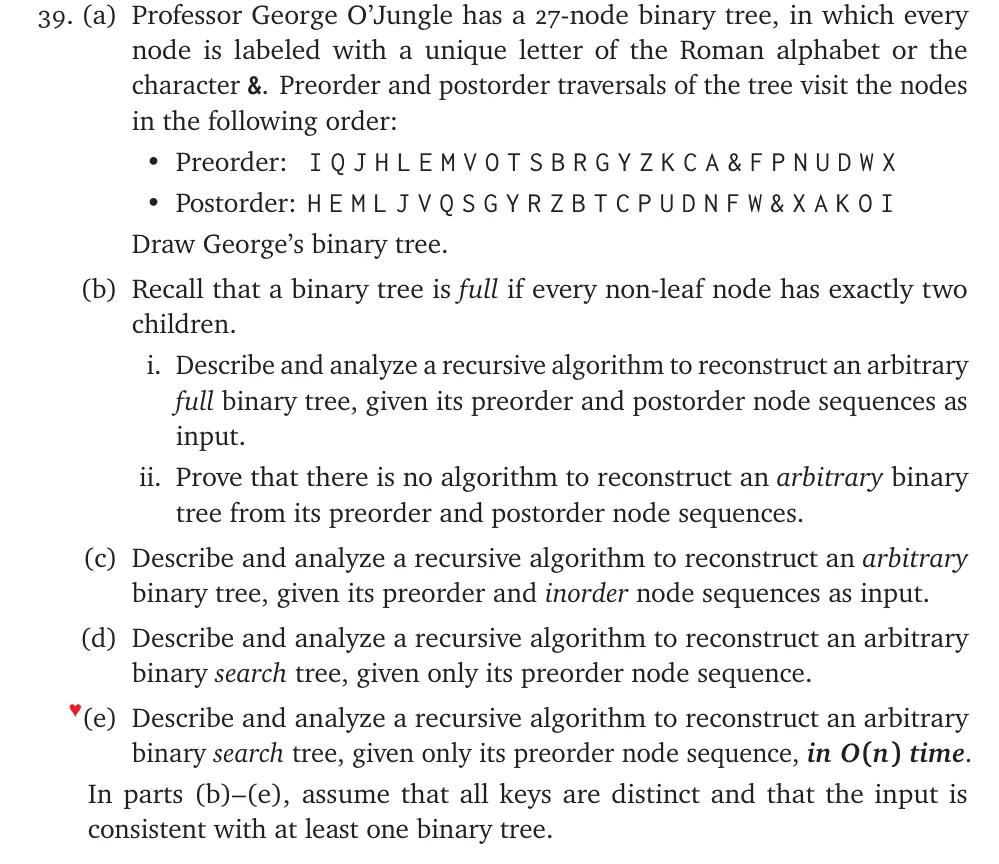 39. (a) Professor George O’Jungle has a 27-node binary tree, in which every
node is labeled with a unique letter of the Roman alphabet or the
character &. Preorder and postorder traversals of the tree visit the nodes
in the following order:
• Preorder: I Q J H L E M V O T S B R G Y Z K C A & F P N U D W X
• Postorder: H E M L J V Q S G Y R Z B T C P U D N F W & X A K O I
Draw George’s binary tree.
(b) Recall that a binary tree is full if every non-leaf node has exactly two
children.
i. Describe and analyze a recursive algorithm to reconstruct an arbitrary
full binary tree, given its preorder and postorder node sequences as
input.
ii. Prove that there is no algorithm to reconstruct an arbitrary binary
tree from its preorder and postorder node sequences.
(c) Describe and analyze a recursive algorithm to reconstruct an arbitrary
binary tree, given its preorder and inorder node sequences as input.
(d) Describe and analyze a recursive algorithm to reconstruct an arbitrary
binary search tree, given only its preorder node sequence.
♥(e) Describe and analyze a recursive algorithm to reconstruct an arbitrary
binary search tree, given only its preorder node sequence, in O(n) time.
In parts (b)–(e), assume that all keys are distinct and that the input is
consistent with at least one binary tree.